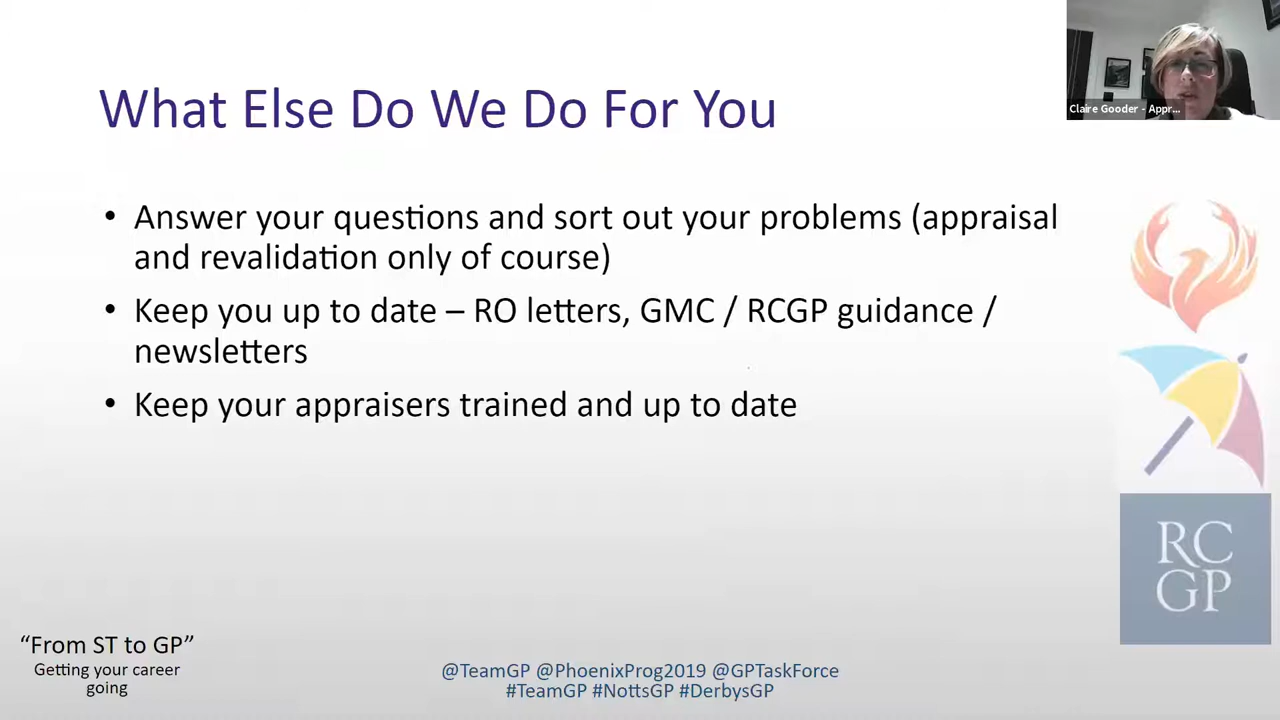 What Else Do We Do For You
Claire Gooder - Appr...
• Answer your questions and sort out your problems (appraisal
and revalidation only of course)
• Keep you up to date – RO letters, GMC / RCGP guidance /
newsletters
• Keep your appraisers trained and up to date
RC
GP
“From ST to GP”
Getting your career
going
@TeamGP @PhoenixProg2019 @GPTaskForce
#TeamGP #NottsGP #DerbysGP